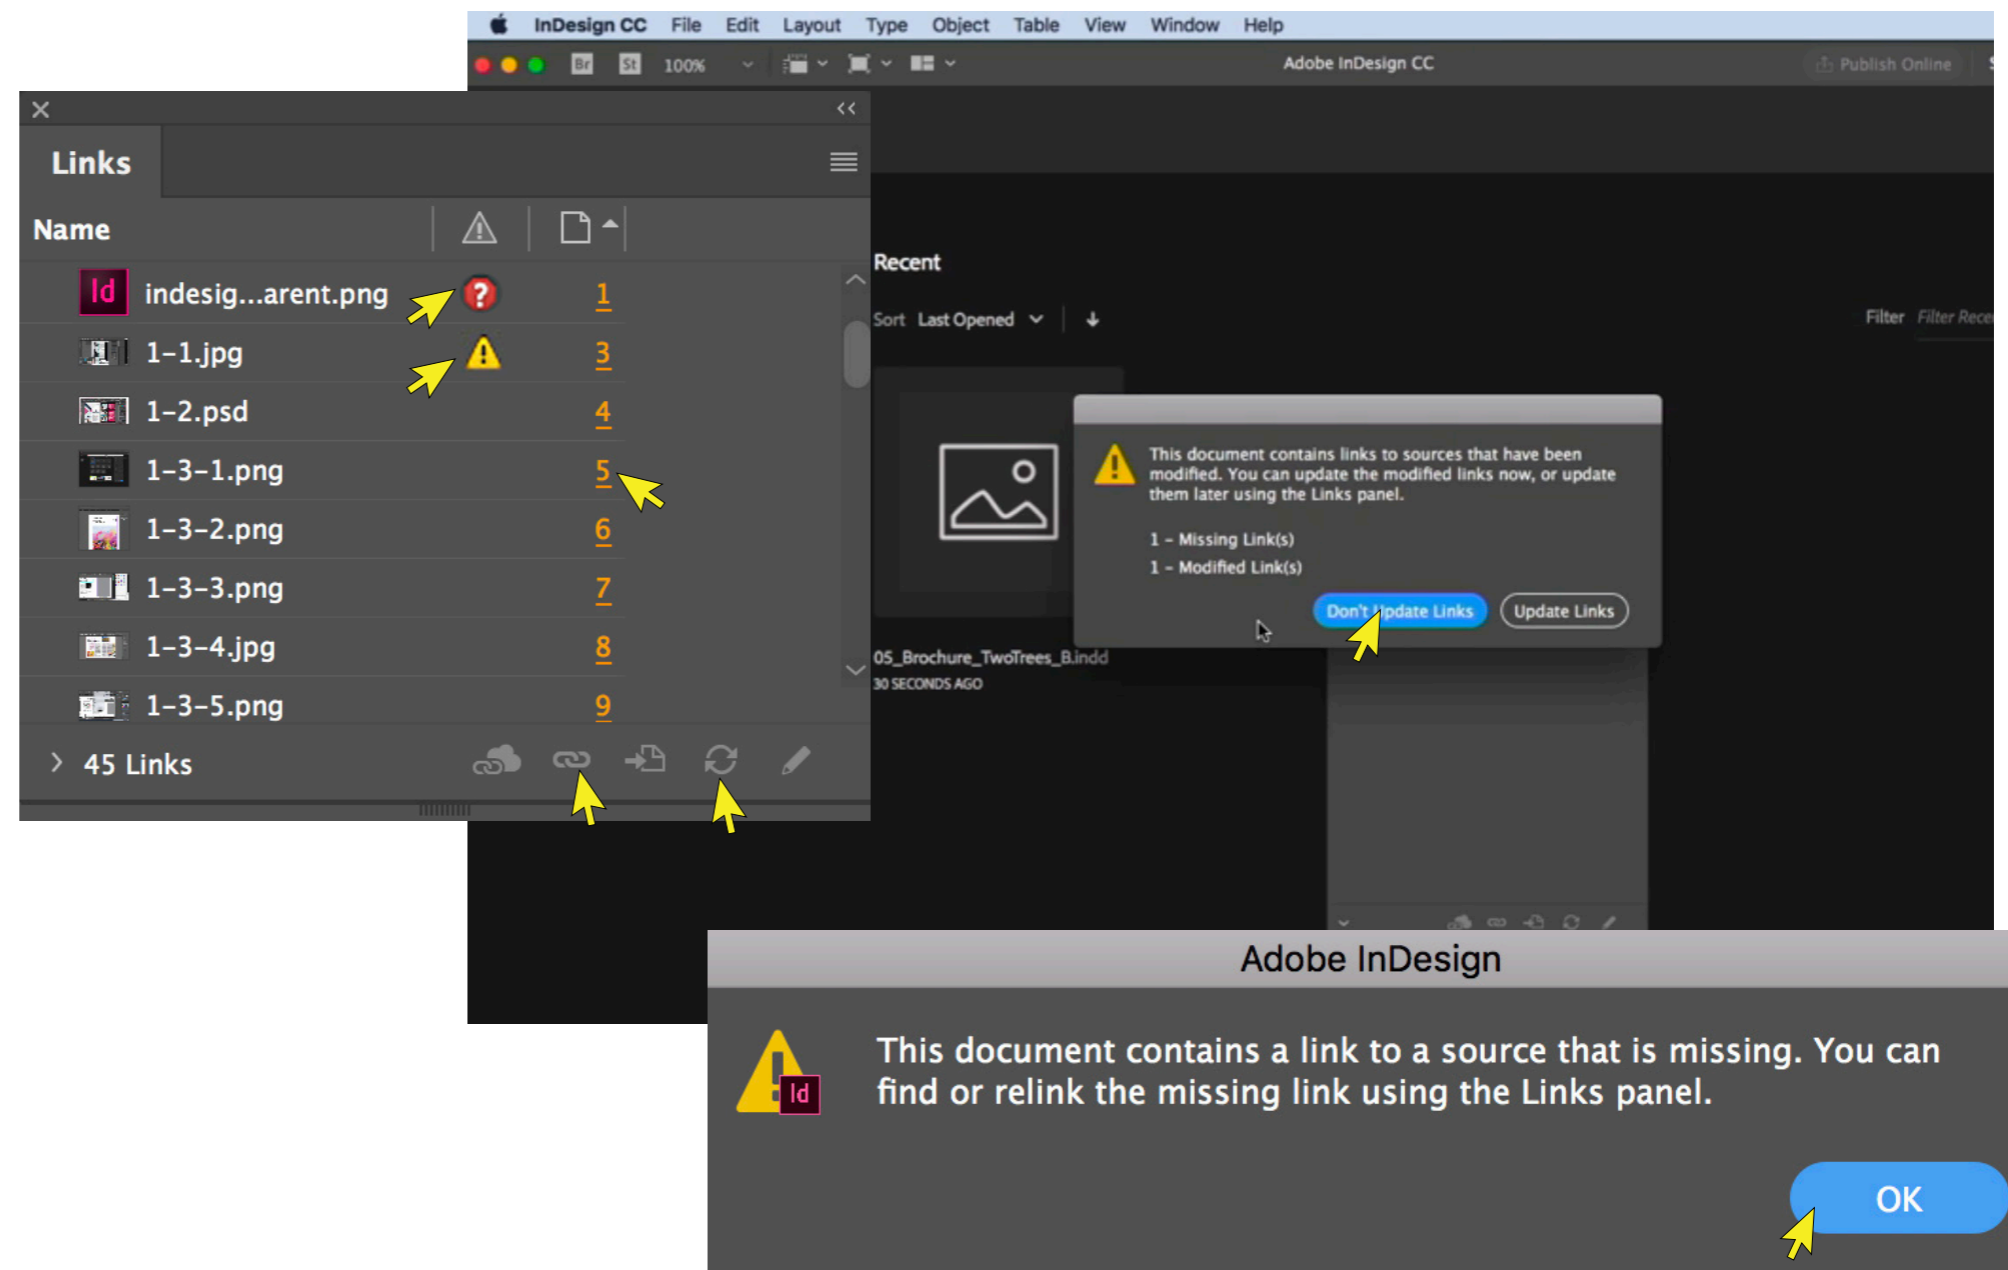 InDesign CC File Edit Layout Type Object Table View Window Help
Br St 100% Adobe InDesign CC Publish Online
Links
Name
Id indesig...arent.png ? 1
1-1.jpg 3
1-2.psd 4
1-3-1.png 5
1-3-2.png 6
1-3-3.png 7
1-3-4.jpg 8
1-3-5.png 9
45 Links
Recent
Sort Last Opened Filter Filter Rece
This document contains links to sources that have been
modified. You can update the modified links now, or update
them later using the Links panel.
1 - Missing Link(s)
1 - Modified Link(s)
Don't Update Links Update Links
05_Brochure_TwoTrees_B.indd
30 SECONDS AGO
Adobe InDesign
This document contains a link to a source that is missing. You can
find or relink the missing link using the Links panel.
Id
OK